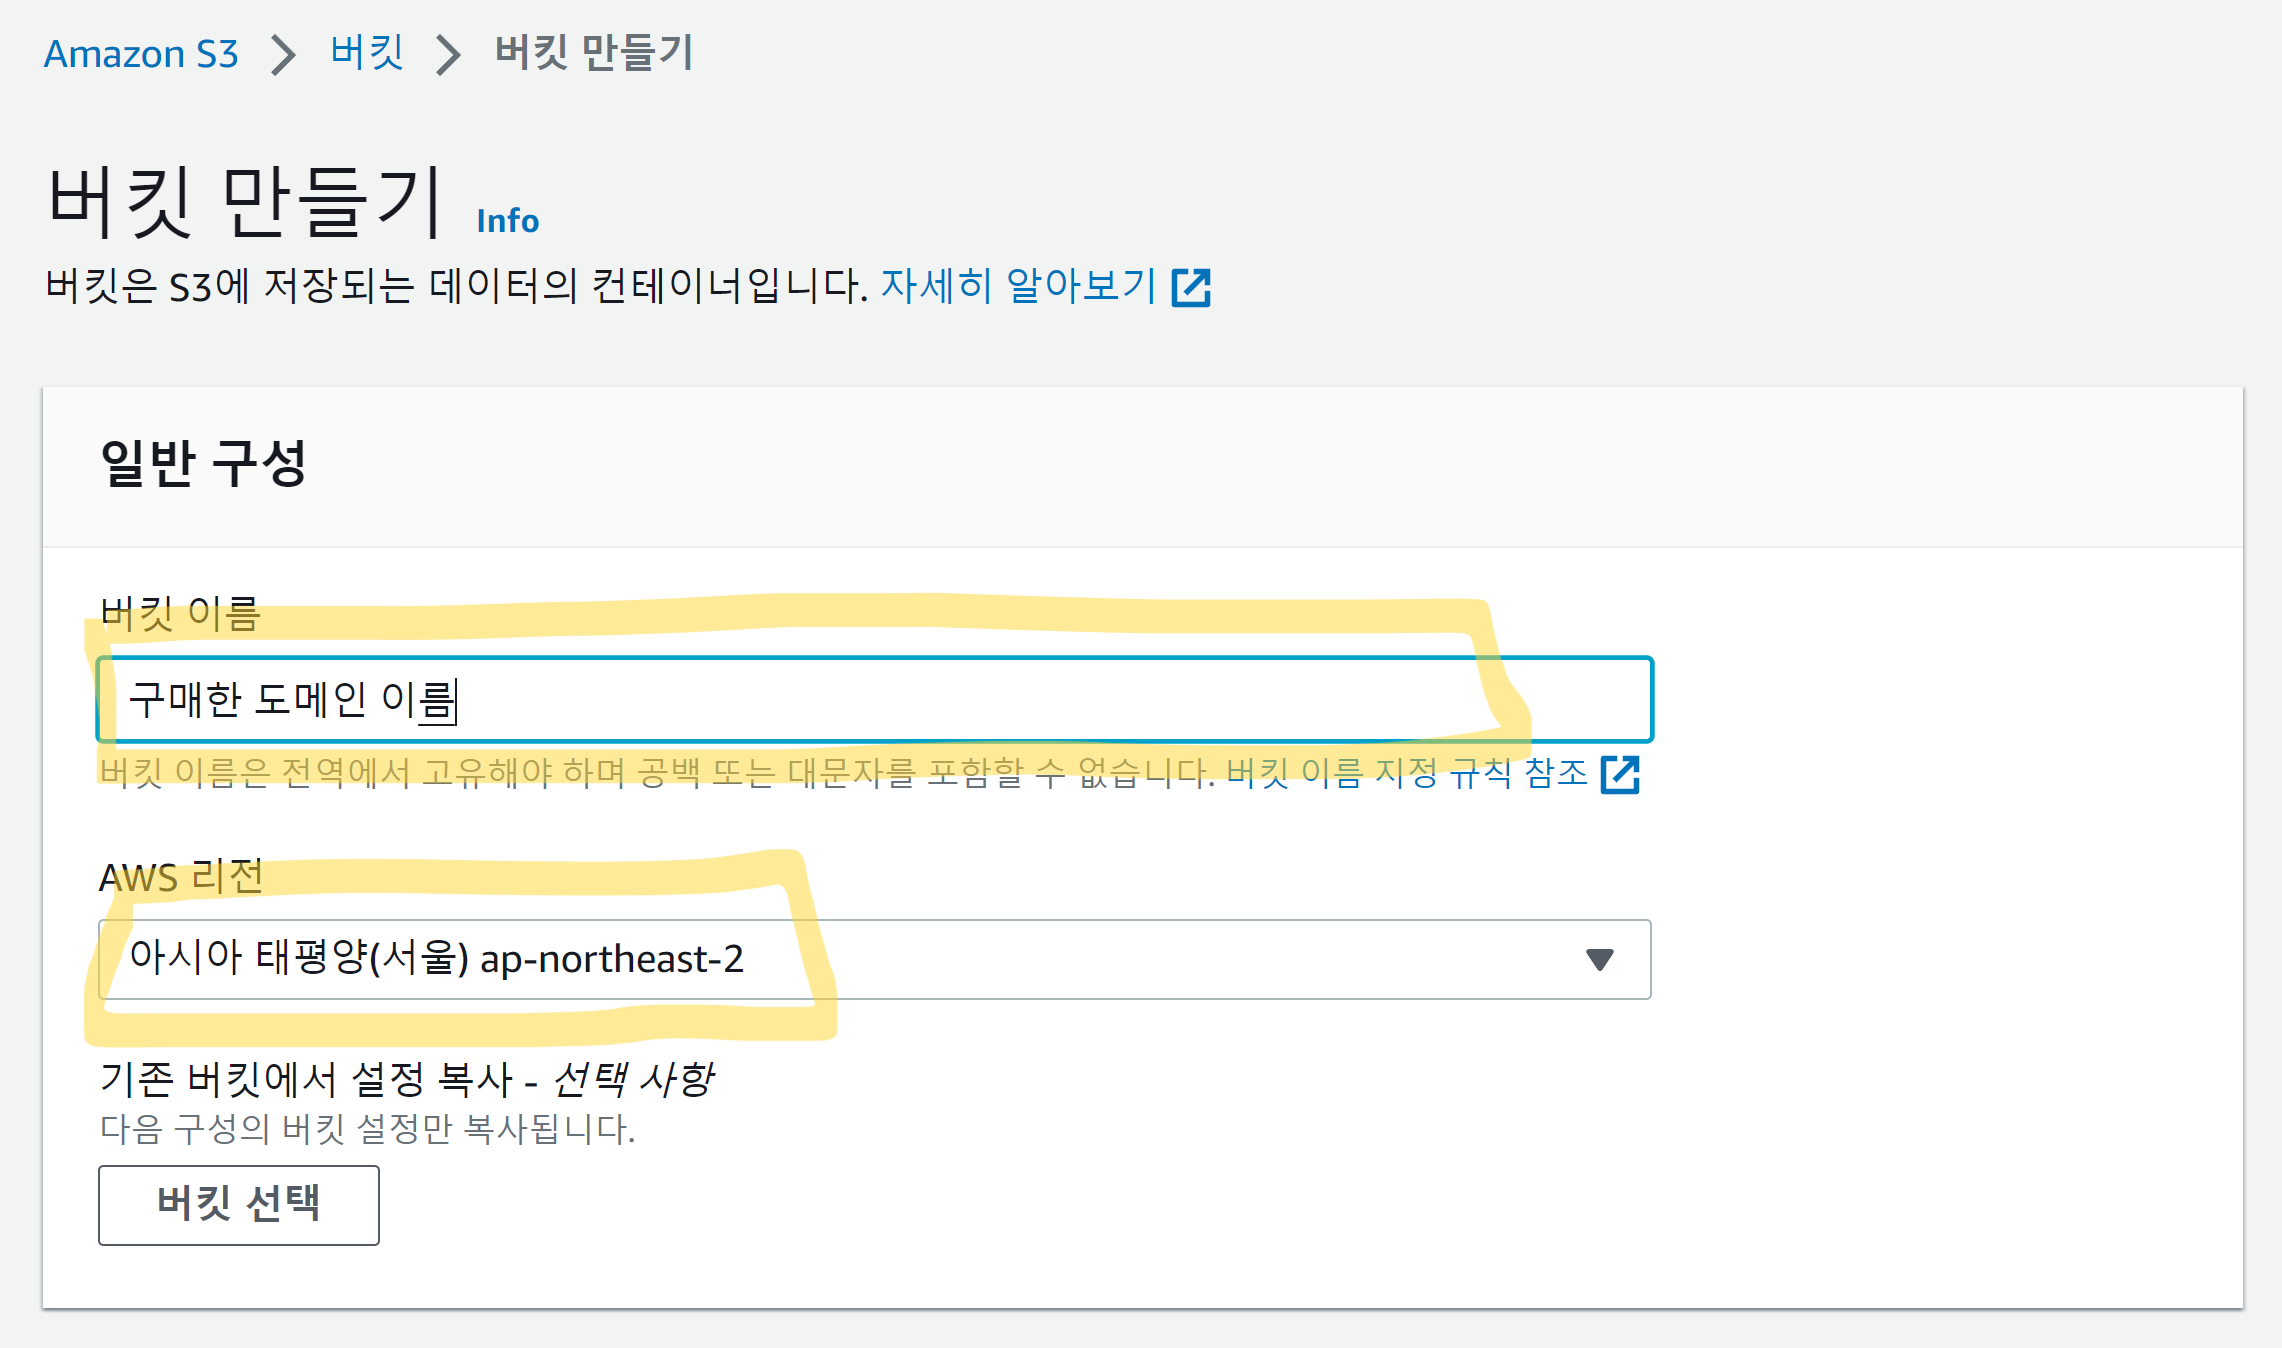 Amazon S3 > 버킷 > 버킷 만들기
버킷 만들기 Info
버킷은 S3에 저장되는 데이터의 컨테이너입니다. 자세히 알아보기
일반 구성
버킷 이름
구매한 도메인 이름
버킷 이름은 전역에서 고유해야 하며 공백 또는 대문자를 포함할 수 없습니다. 버킷 이름 지정 규칙 참조
AWS 리전
아시아 태평양(서울) ap-northeast-2
기존 버킷에서 설정 복사 - 선택 사항
다음 구성의 버킷 설정만 복사됩니다.
버킷 선택